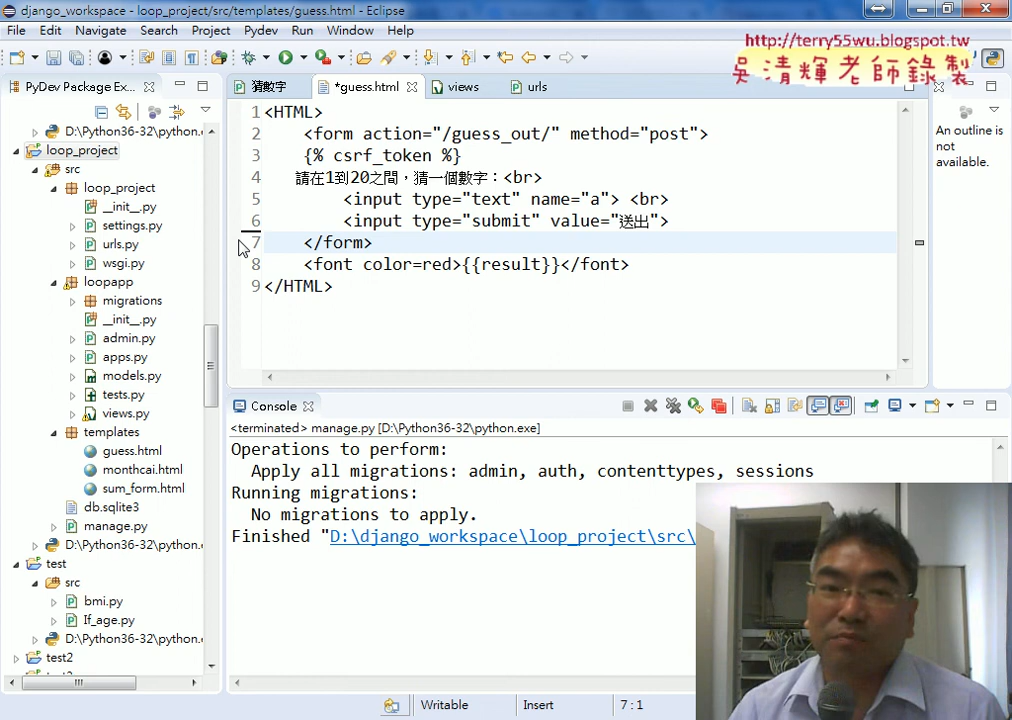 django_workspace - loop_project/src/templates/guess.html - Eclipse
File Edit Navigate Search Project Pydev Run Window Help
http://terry55wu.blogspot.tw
吳清輝老師錄製
PyDev Package Ex...
猜數字
*guess.html
views
urls
D:\Python36-32\python.
loop_project
src
loop_project
__init__.py
settings.py
urls.py
wsgi.py
loopapp
migrations
__init__.py
admin.py
apps.py
models.py
tests.py
views.py
templates
guess.html
monthcai.html
sum_form.html
db.sqlite3
manage.py
D:\Python36-32\python.
test
src
bmi.py
If_age.py
D:\Python36-32\python.
test2
1 <HTML>
2 <form action="/guess_out/" method="post">
3 {% csrf_token %}
4 請在1到20之間，猜一個數字：<br>
5 <input type="text" name="a"> <br>
6 <input type="submit" value="送出">
7 </form>
8 <font color=red>{{result}}</font>
9 </HTML>
An outline is
not
available.
Console
<terminated> manage.py [D:\Python36-32\python.exe]
Operations to perform:
Apply all migrations: admin, auth, contenttypes, sessions
Running migrations:
No migrations to apply.
Finished "D:\django_workspace\loop_project\src\
Writable
Insert
7 : 1